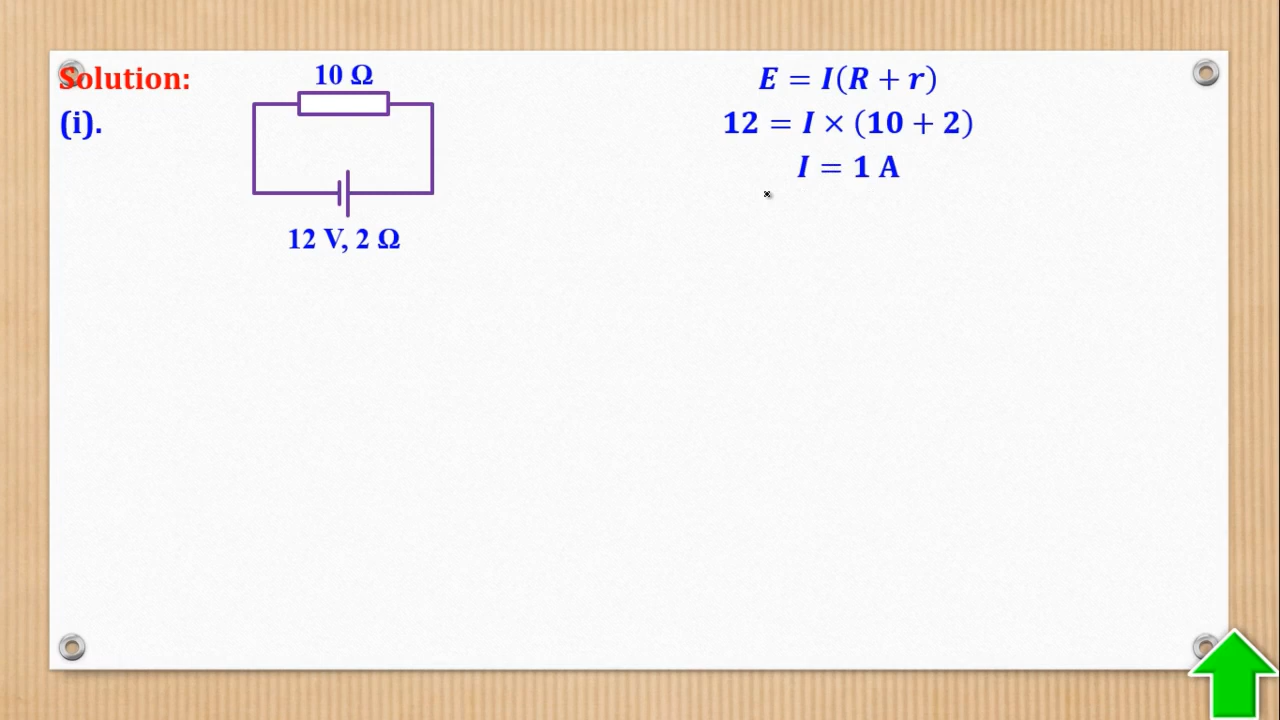 Solution:
(i).
10 Ω
12 V, 2 Ω
E = I(R + r)
12 = I × (10 + 2)
I = 1 A